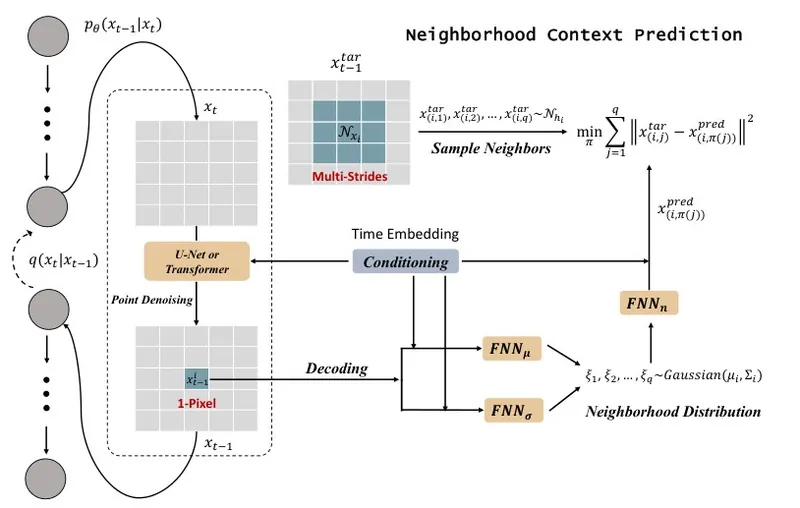 p_θ(x_{t−1}|x_t)
Neighborhood Context Prediction
x_{t−1}^{tar}
x_t
𝒩_{x_i}
x_{(i,1)}^{tar}, x_{(i,2)}^{tar}, …, x_{(i,q)}^{tar}~𝒩_{h_i}
Sample Neighbors
min_π ∑_{j=1}^{q} ‖x_{(i,j)}^{tar} − x_{(i,π(j))}^{pred}‖^2
Multi-Strides
x_{(i,π(j))}^{pred}
q(x_t|x_{t−1})
U-Net or
Transformer
Time Embedding
Conditioning
Point Denoising
FNN_n
x_{t−1}^i
1-Pixel
Decoding
FNN_μ
FNN_σ
ξ_1, ξ_2, …, ξ_q~Gaussian(μ_i, Σ_i)
Neighborhood Distribution
x_{t−1}